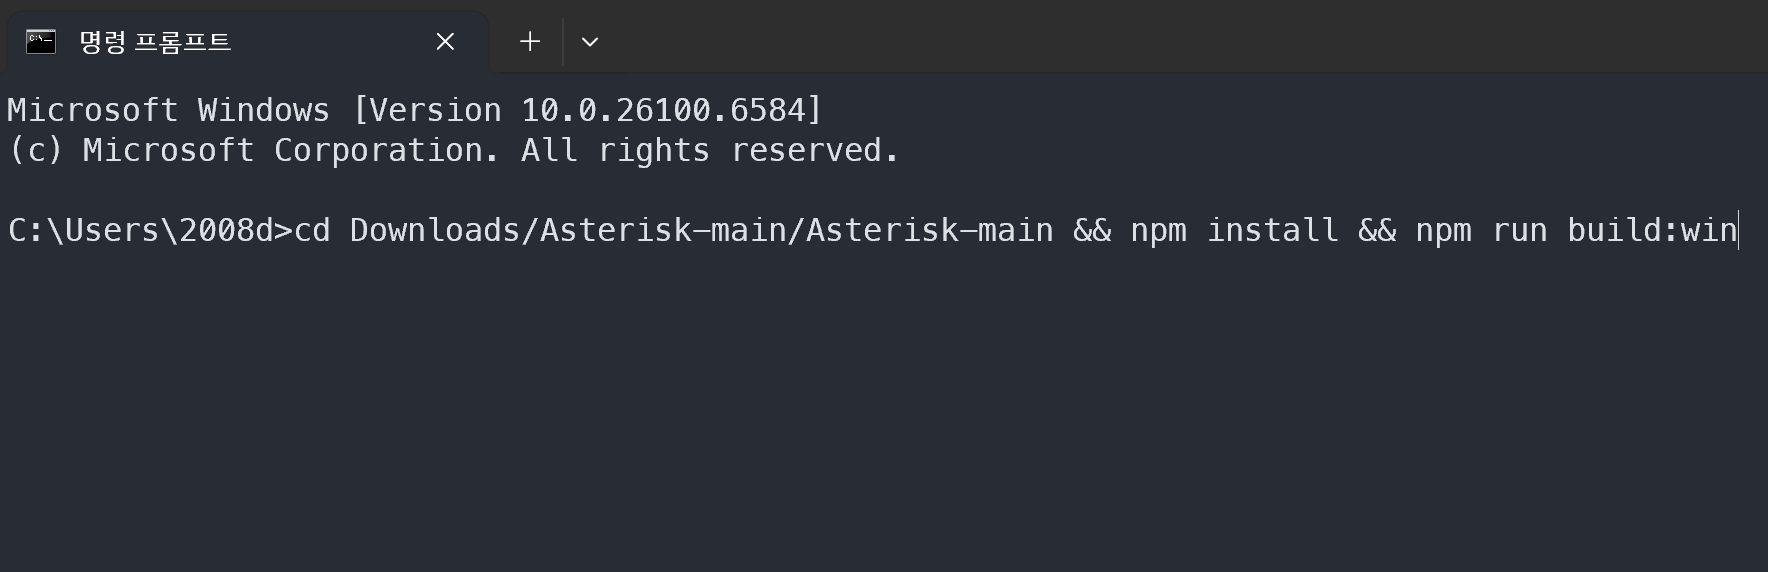 명령 프롬프트
Microsoft Windows [Version 10.0.26100.6584]
(c) Microsoft Corporation. All rights reserved.
C:\Users\2008d>cd Downloads/Asterisk-main/Asterisk-main && npm install && npm run build:win